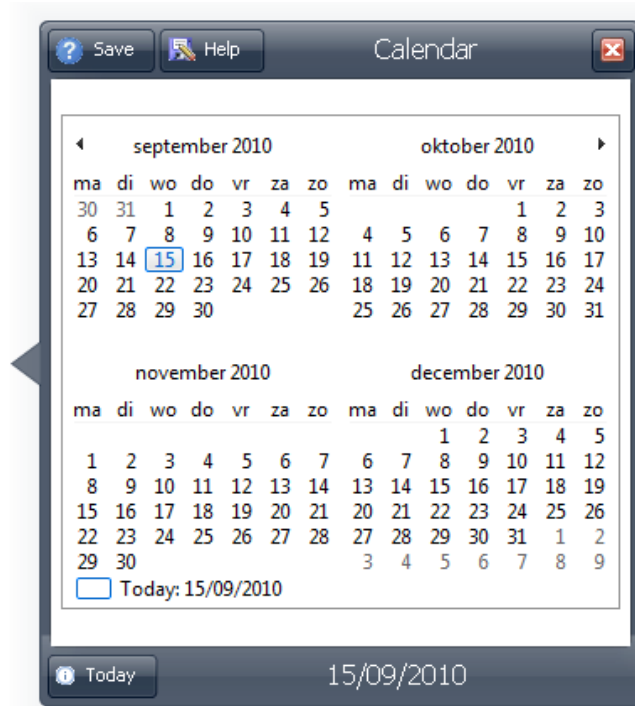 Save Help Calendar
september 2010 oktober 2010
ma di wo do vr za zo ma di wo do vr za zo
30 31 1 2 3 4 5 1 2 3
6 7 8 9 10 11 12 4 5 6 7 8 9 10
13 14 15 16 17 18 19 11 12 13 14 15 16 17
20 21 22 23 24 25 26 18 19 20 21 22 23 24
27 28 29 30 25 26 27 28 29 30 31
november 2010 december 2010
ma di wo do vr za zo ma di wo do vr za zo
1 2 3 4 5
1 2 3 4 5 6 7 6 7 8 9 10 11 12
8 9 10 11 12 13 14 13 14 15 16 17 18 19
15 16 17 18 19 20 21 20 21 22 23 24 25 26
22 23 24 25 26 27 28 27 28 29 30 31 1 2
29 30 3 4 5 6 7 8 9
Today: 15/09/2010
Today 15/09/2010